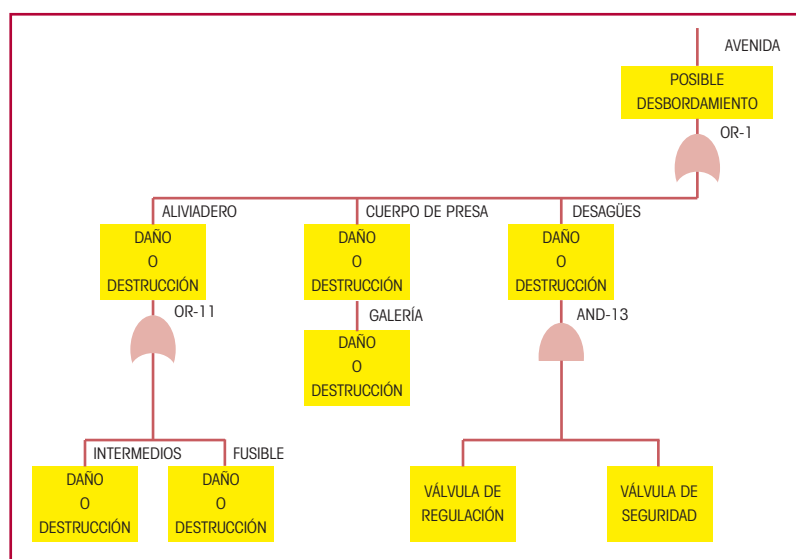 AVENIDA
POSIBLE
DESBORDAMIENTO
OR-1
ALIVIADERO
CUERPO DE PRESA
DESAGÜES
DAÑO
O
DESTRUCCIÓN
DAÑO
O
DESTRUCCIÓN
DAÑO
O
DESTRUCCIÓN
OR-11
GALERÍA
AND-13
DAÑO
O
DESTRUCCIÓN
INTERMEDIOS
FUSIBLE
DAÑO
O
DESTRUCCIÓN
DAÑO
O
DESTRUCCIÓN
VÁLVULA DE
REGULACIÓN
VÁLVULA DE
SEGURIDAD